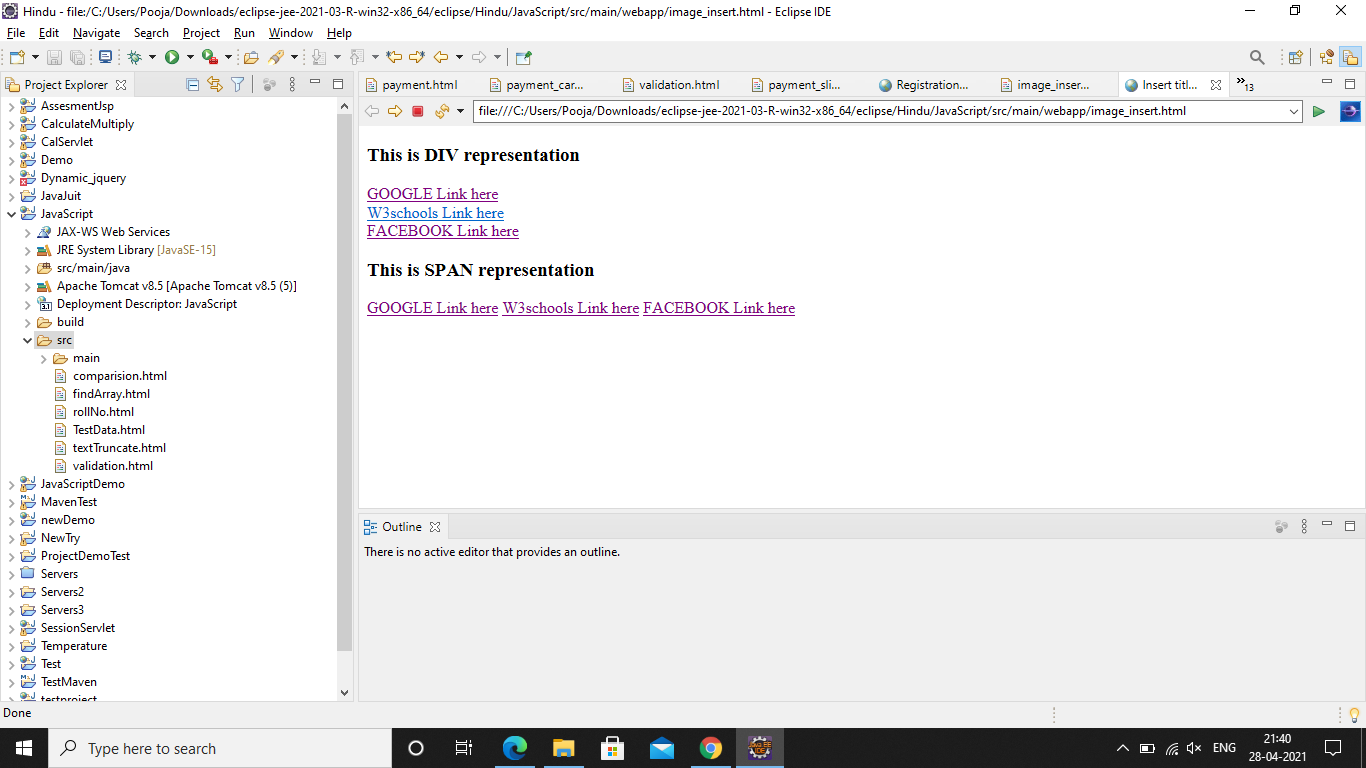 Hindu - file:/C:/Users/Pooja/Downloads/eclipse-jee-2021-03-R-win32-x86_64/eclipse/Hindu/JavaScript/src/main/webapp/image_insert.html - Eclipse IDE
File Edit Navigate Search Project Run Window Help
Project Explorer
AssesmentJsp
CalculateMultiply
CalServlet
Demo
Dynamic_jquery
JavaJuit
JavaScript
JAX-WS Web Services
JRE System Library [JavaSE-15]
src/main/java
Apache Tomcat v8.5 [Apache Tomcat v8.5 (5)]
Deployment Descriptor: JavaScript
build
src
main
comparision.html
findArray.html
rollNo.html
TestData.html
textTruncate.html
validation.html
JavaScriptDemo
MavenTest
newDemo
NewTry
ProjectDemoTest
Servers
Servers2
Servers3
SessionServlet
Temperature
Test
TestMaven
testproject
payment.html payment_car... validation.html payment_sli... Registration... image_inser... Insert titl... »13
file:///C:/Users/Pooja/Downloads/eclipse-jee-2021-03-R-win32-x86_64/eclipse/Hindu/JavaScript/src/main/webapp/image_insert.html
This is DIV representation
GOOGLE Link here
W3schools Link here
FACEBOOK Link here
This is SPAN representation
GOOGLE Link here W3schools Link here FACEBOOK Link here
Outline
There is no active editor that provides an outline.
Done
Type here to search
ENG
21:40
28-04-2021